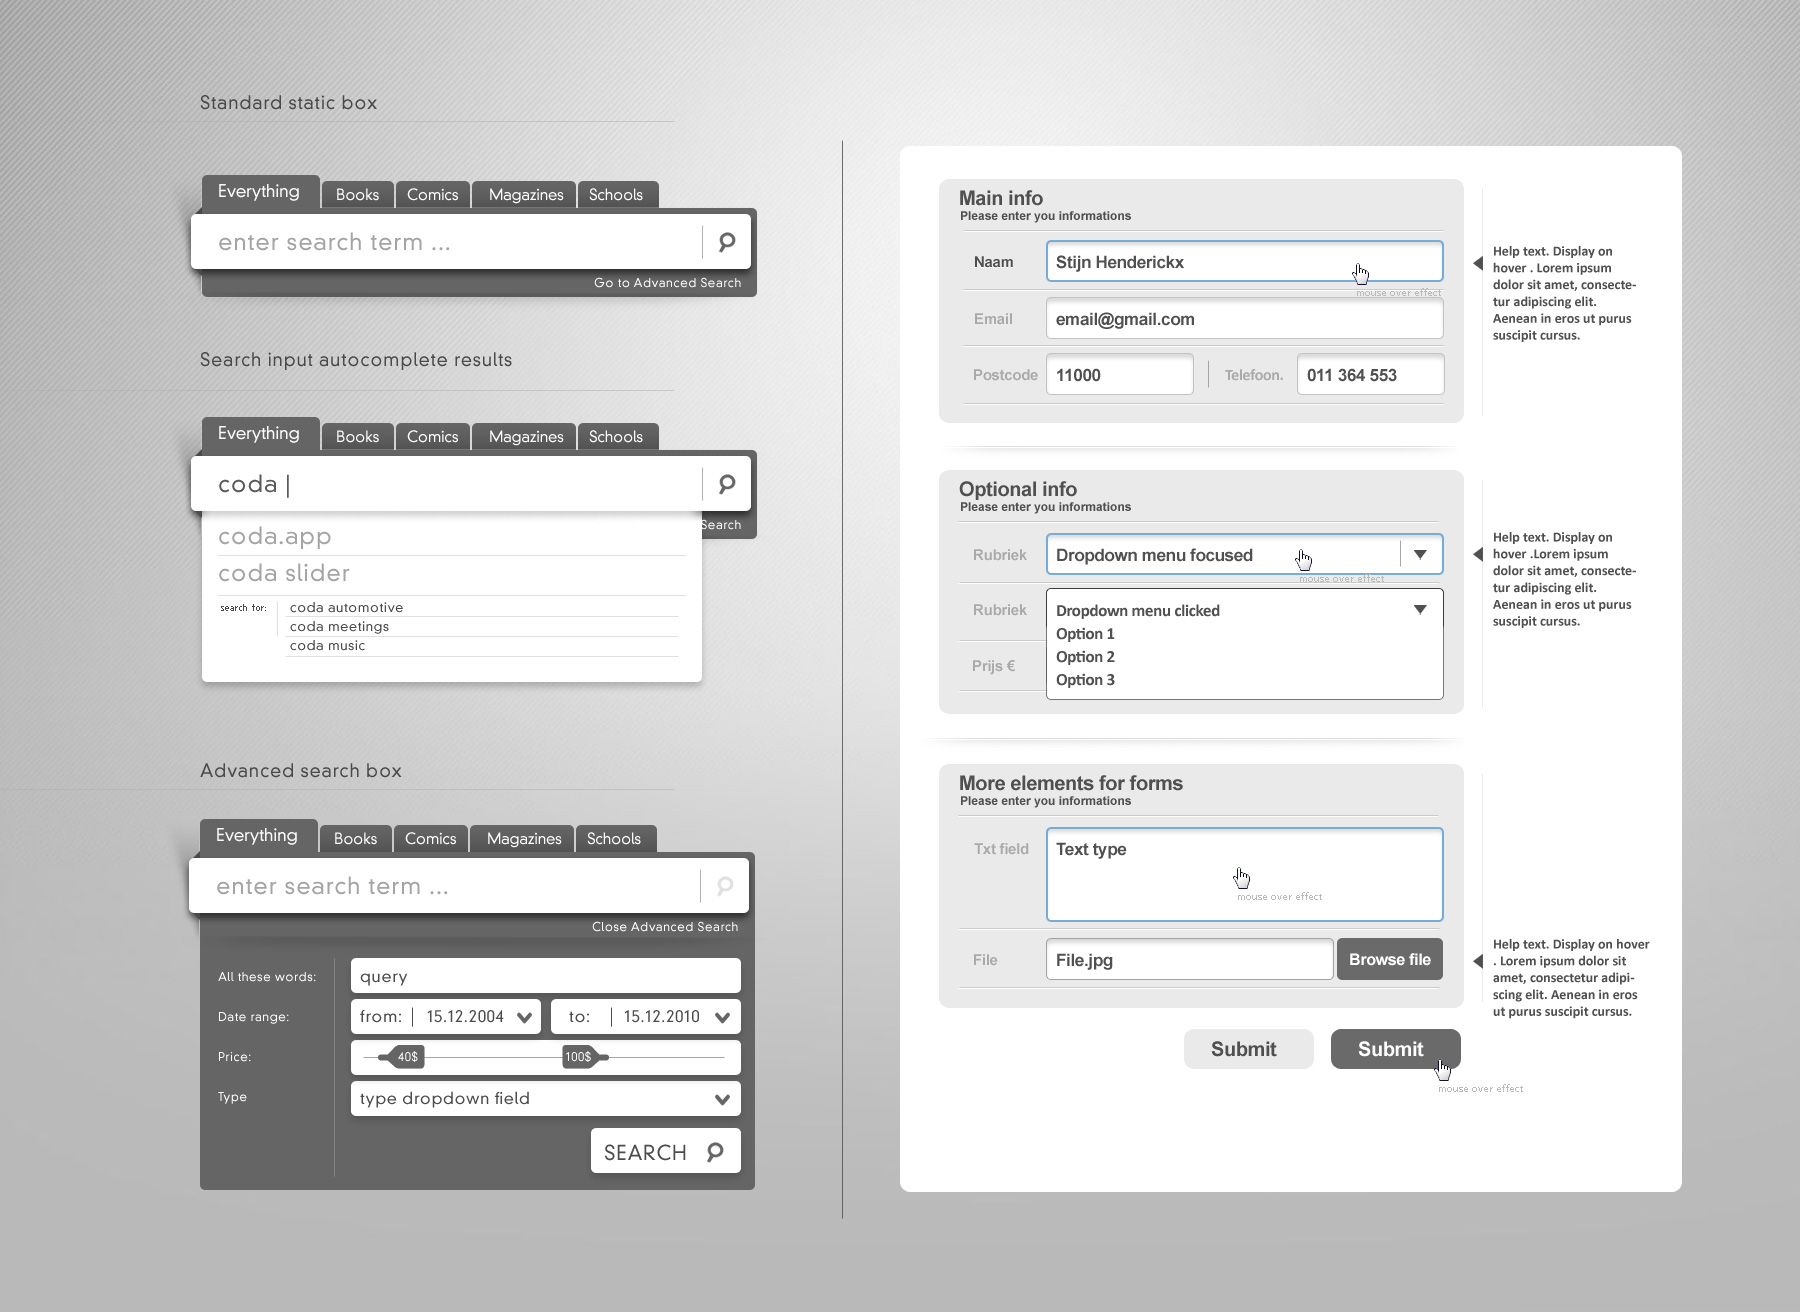 Standard static box
Everything Books Comics Magazines Schools
enter search term ...
Go to Advanced Search
Search input autocomplete results
Everything Books Comics Magazines Schools
coda |
Search
coda.app
coda slider
search for: coda automotive
coda meetings
coda music
Advanced search box
Everything Books Comics Magazines Schools
enter search term ...
Close Advanced Search
All these words: query
Date range: from: 15.12.2004 to: 15.12.2010
Price: 40$ 100$
Type type dropdown field
SEARCH
Main info
Please enter you informations
Naam Stijn Henderickx
mouse over effect
Email email@gmail.com
Postcode 11000 Telefoon. 011 364 553
Help text. Display on
hover . Lorem ipsum
dolor sit amet, consecte-
tur adipiscing elit.
Aenean in eros ut purus
suscipit cursus.
Optional info
Please enter you informations
Rubriek Dropdown menu focused
mouse over effect
Rubriek Dropdown menu clicked
Option 1
Option 2
Prijs €
Option 3
Help text. Display on
hover .Lorem ipsum
dolor sit amet, consecte-
tur adipiscing elit.
Aenean in eros ut purus
suscipit cursus.
More elements for forms
Please enter you informations
Txt field Text type
mouse over effect
File File.jpg Browse file
Help text. Display on hover
. Lorem ipsum dolor sit
amet, consectetur adipi-
scing elit. Aenean in eros
ut purus suscipit cursus.
Submit Submit
mouse over effect